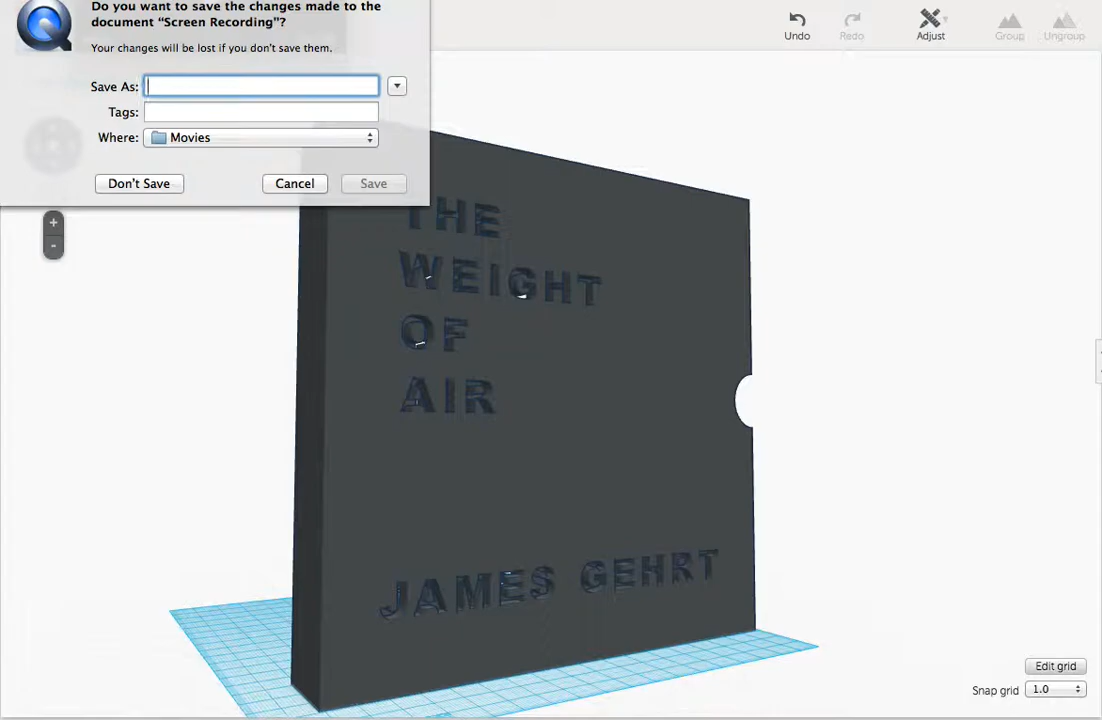 Do you want to save the changes made to the
document “Screen Recording”?
Your changes will be lost if you don’t save them.
Save As:
Tags:
Where: Movies
Don't Save Cancel Save
Undo Redo Adjust Group Ungroup
+
-
THE
WEIGHT
OF
AIR
JAMES GEHRT
Edit grid
Snap grid 1.0